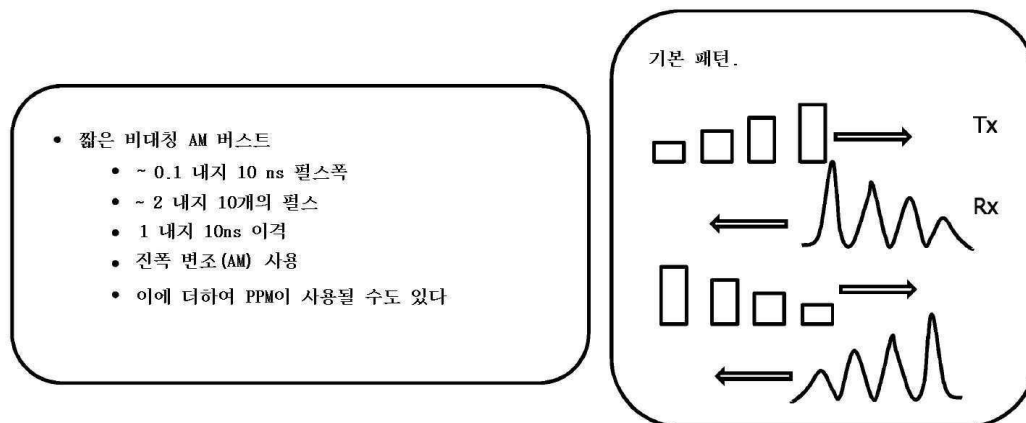 • 짧은 비대칭 AM 버스트
• ~ 0.1 내지 10 ns 펄스폭
• ~ 2 내지 10개의 펄스
• 1 내지 10ns 이격
• 진폭 변조(AM) 사용
• 이에 더하여 PPM이 사용될 수도 있다
기본 패턴.
Tx
Rx